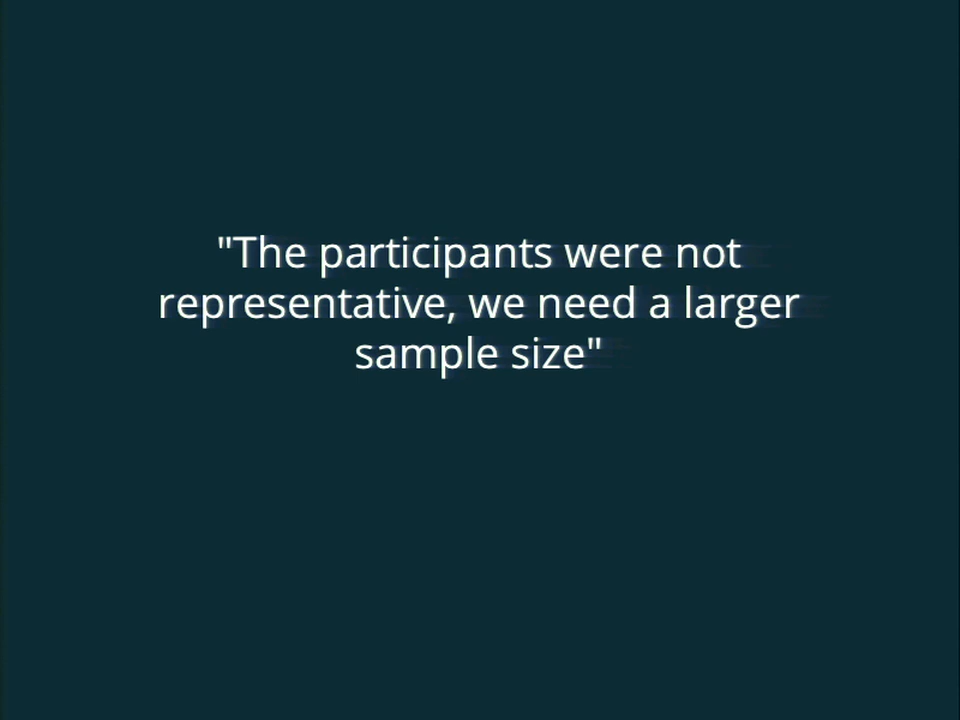 "The participants were not
representative, we need a larger
sample size"